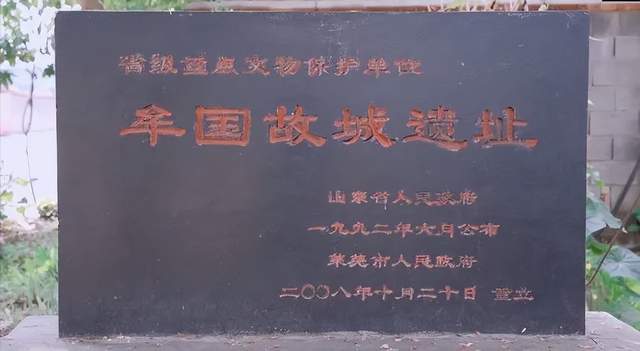 省级重点文物保护单位
牟国故城遗址
山东省人民政府
一九九二年六月公布
莱芜市人民政府
二〇〇八年十月二十日 重立